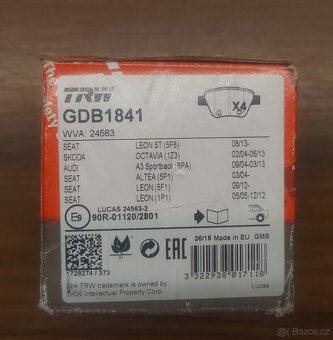 TRW
GDB1841
X4
WVA: 24563
SEAT LEON ST (5F8) 08/13-
SKODA OCTAVIA (1Z3) 02/04-06/13
AUDI A3 Sportback (8PA) 09/04-03/13
SEAT ALTEA (5P1) 03/04-
SEAT LEON (5F1) 09/12-
SEAT LEON (1P1) 05/05-12/12
LUCAS 24563-2
90R-01120/2801
EAC
36/18 Made in EU GMS
1728274 / 373
3 322938 017118
The TRW trademark is owned by
TRW Intellectual Property Corp.
Lucas
Bazos.cz